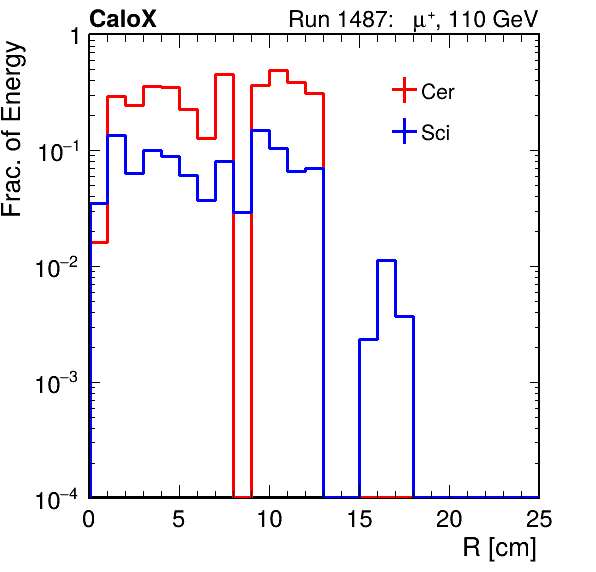 CaloX Run 1487: μ⁺, 110 GeV
Frac. of Energy
1
10⁻¹
10⁻²
10⁻³
10⁻⁴
Cer
Sci
0 5 10 15 20 25
R [cm]